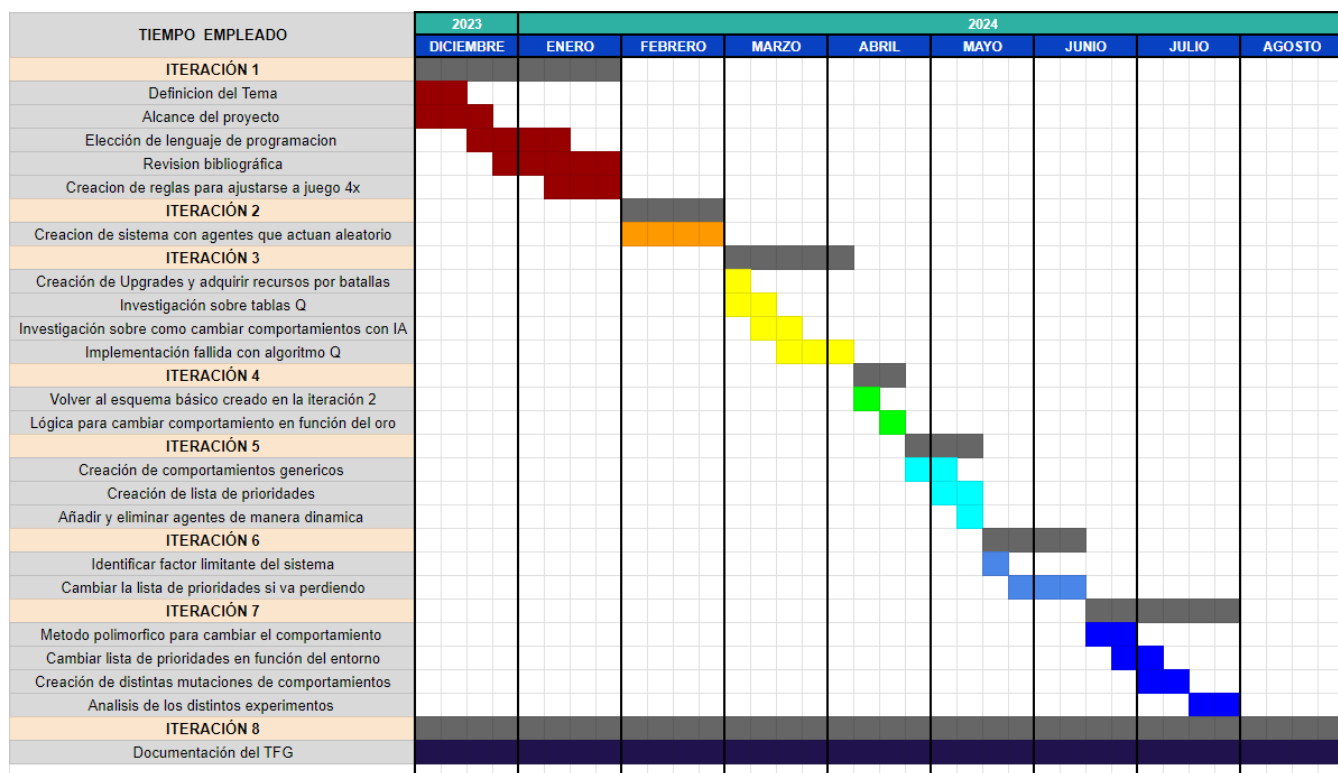 TIEMPO EMPLEADO
2023
2024
DICIEMBRE
ENERO
FEBRERO
MARZO
ABRIL
MAYO
JUNIO
JULIO
AGOSTO
ITERACIÓN 1
Definicion del Tema
Alcance del proyecto
Elección de lenguaje de programacion
Revision bibliográfica
Creacion de reglas para ajustarse a juego 4x
ITERACIÓN 2
Creacion de sistema con agentes que actuan aleatorio
ITERACIÓN 3
Creación de Upgrades y adquirir recursos por batallas
Investigación sobre tablas Q
Investigación sobre como cambiar comportamientos con IA
Implementación fallida con algoritmo Q
ITERACIÓN 4
Volver al esquema básico creado en la iteración 2
Lógica para cambiar comportamiento en función del oro
ITERACIÓN 5
Creación de comportamientos genericos
Creación de lista de prioridades
Añadir y eliminar agentes de manera dinamica
ITERACIÓN 6
Identificar factor limitante del sistema
Cambiar la lista de prioridades si va perdiendo
ITERACIÓN 7
Metodo polimorfico para cambiar el comportamiento
Cambiar lista de prioridades en función del entorno
Creación de distintas mutaciones de comportamientos
Analisis de los distintos experimentos
ITERACIÓN 8
Documentación del TFG